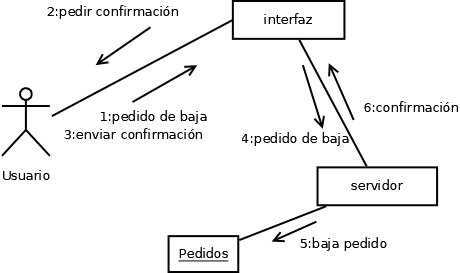 2:pedir confirmación
interfaz
1:pedido de baja
3:enviar confirmación
6:confirmación
4:pedido de baja
Usuario
servidor
Pedidos
5:baja pedido